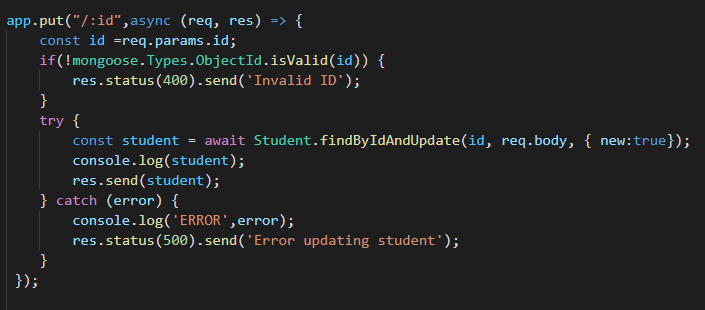 app.put("/:id",async (req, res) => {
    const id =req.params.id;
    if(!mongoose.Types.ObjectId.isValid(id)) {
        res.status(400).send('Invalid ID');
    }
    try {
        const student = await Student.findByIdAndUpdate(id, req.body, { new:true});
        console.log(student);
        res.send(student);
    } catch (error) {
        console.log('ERROR',error);
        res.status(500).send('Error updating student');
    }
 });